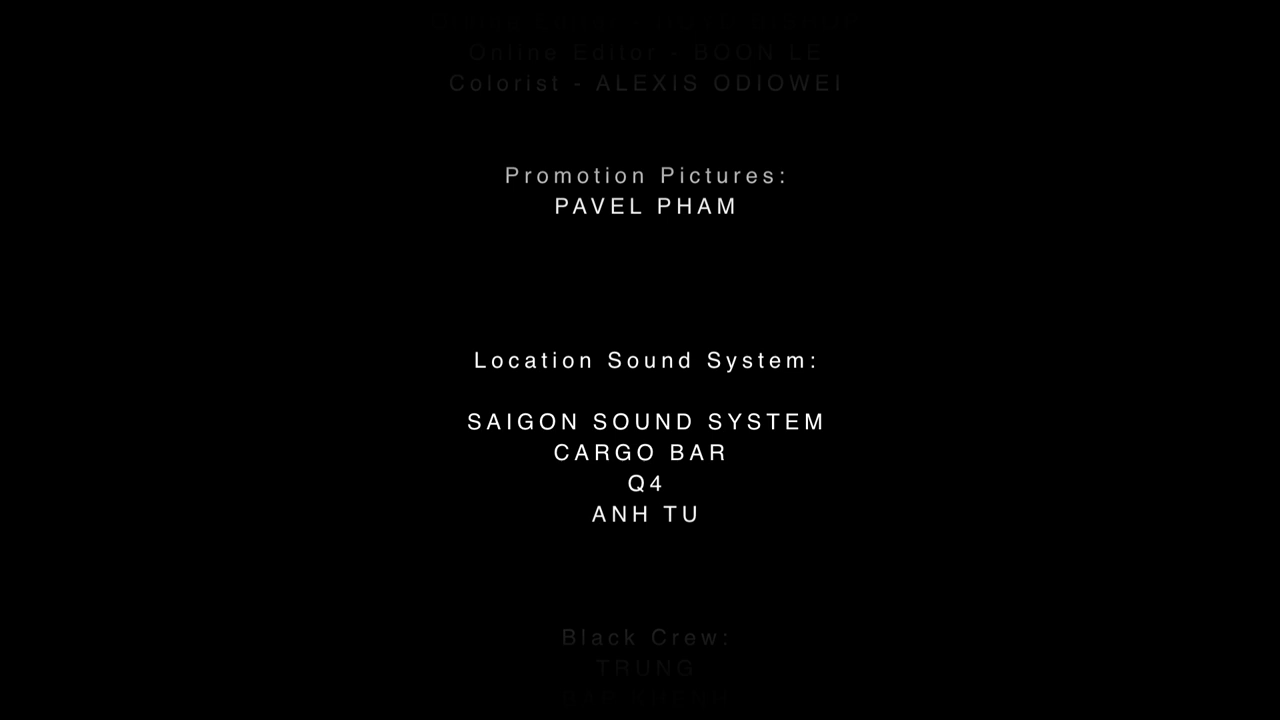 Online Editor - BOON LE
Colorist - ALEXIS ODIOWEI
Promotion Pictures:
PAVEL PHAM
Location Sound System:
SAIGON SOUND SYSTEM
CARGO BAR
Q4
ANH TU
Black Crew:
TRUNG